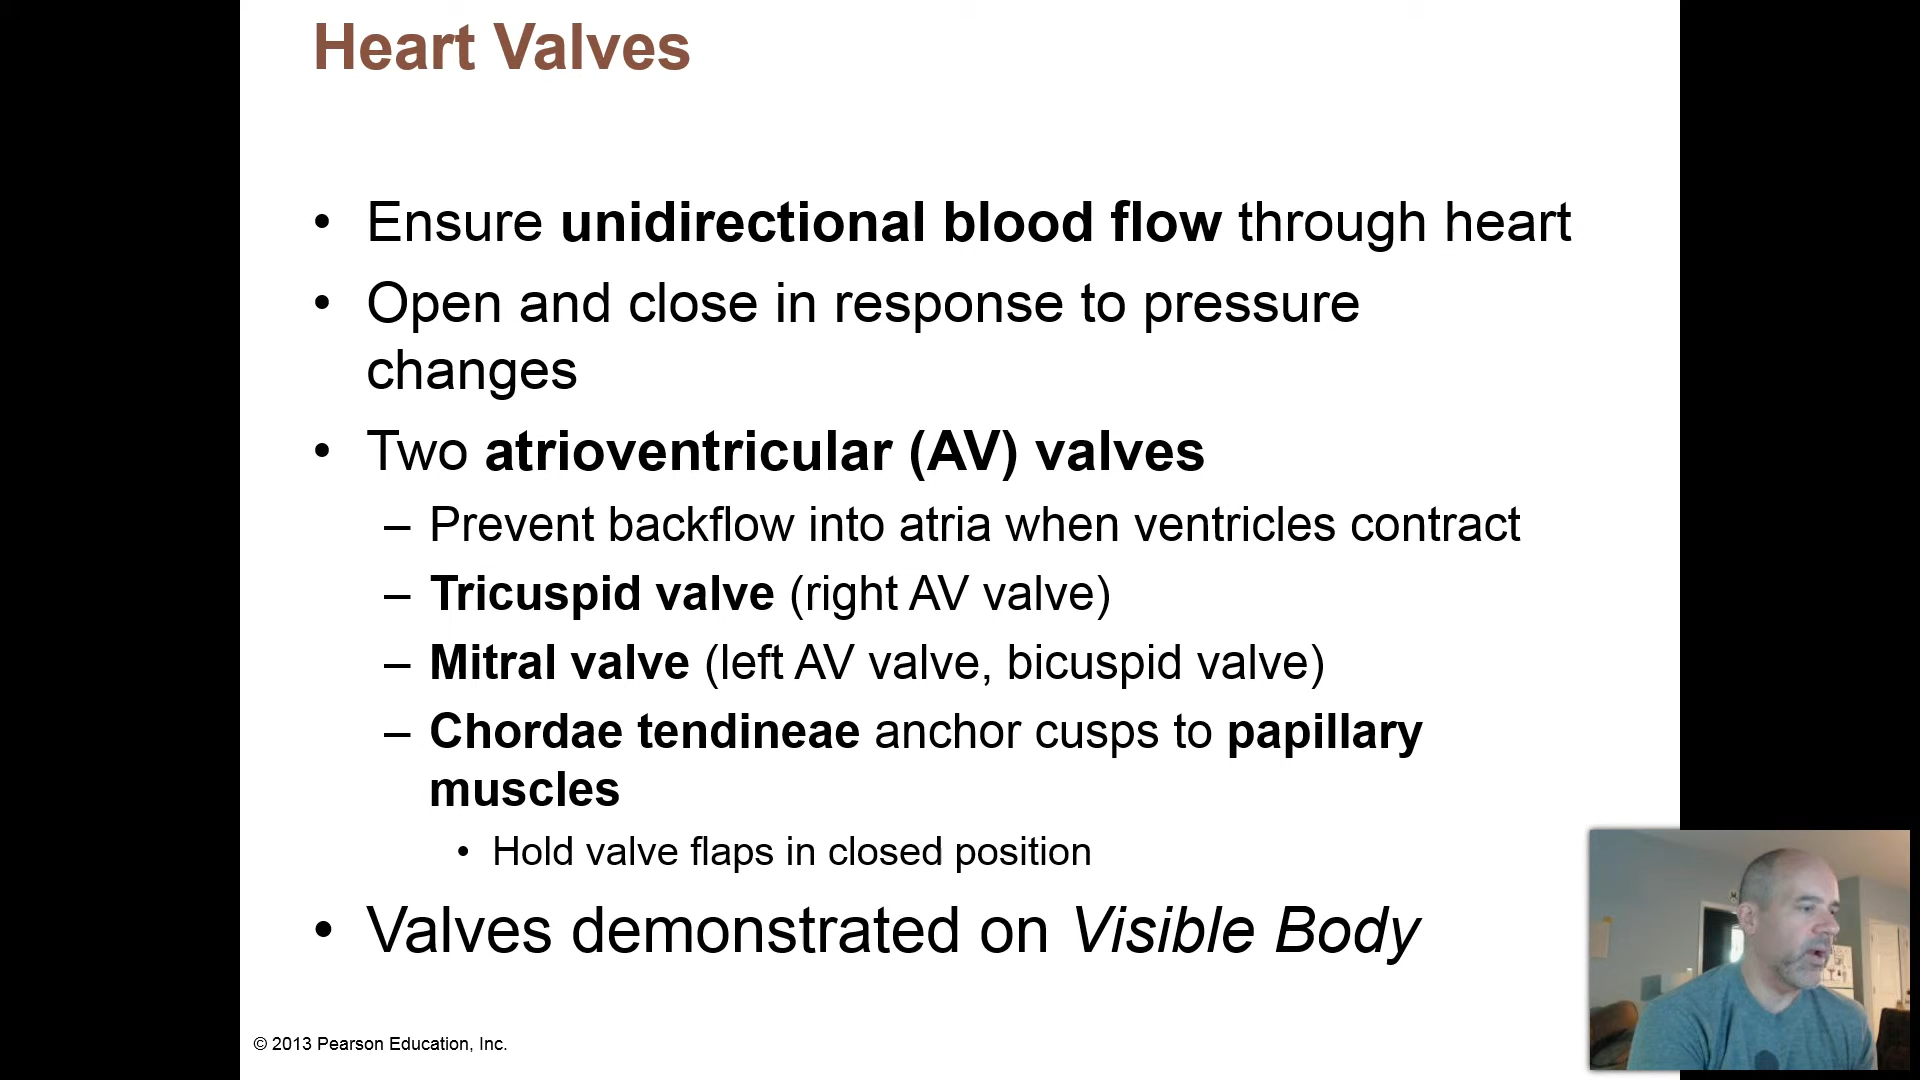 Heart Valves
• Ensure unidirectional blood flow through heart
• Open and close in response to pressure
changes
• Two atrioventricular (AV) valves
– Prevent backflow into atria when ventricles contract
– Tricuspid valve (right AV valve)
– Mitral valve (left AV valve, bicuspid valve)
– Chordae tendineae anchor cusps to papillary
muscles
• Hold valve flaps in closed position
• Valves demonstrated on Visible Body
© 2013 Pearson Education, Inc.